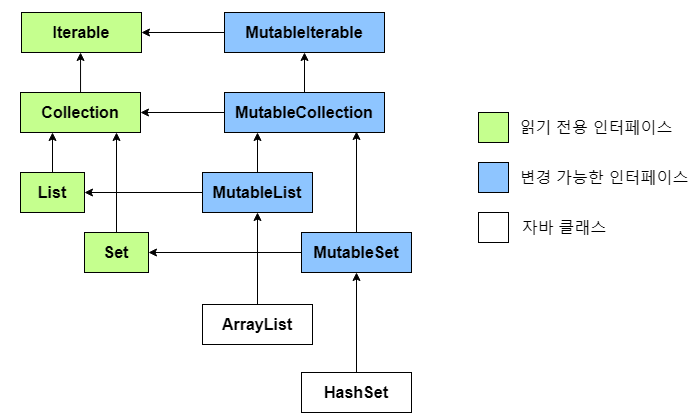 Iterable
MutableIterable
Collection
MutableCollection
List
MutableList
Set
MutableSet
ArrayList
HashSet
읽기 전용 인터페이스
변경 가능한 인터페이스
자바 클래스